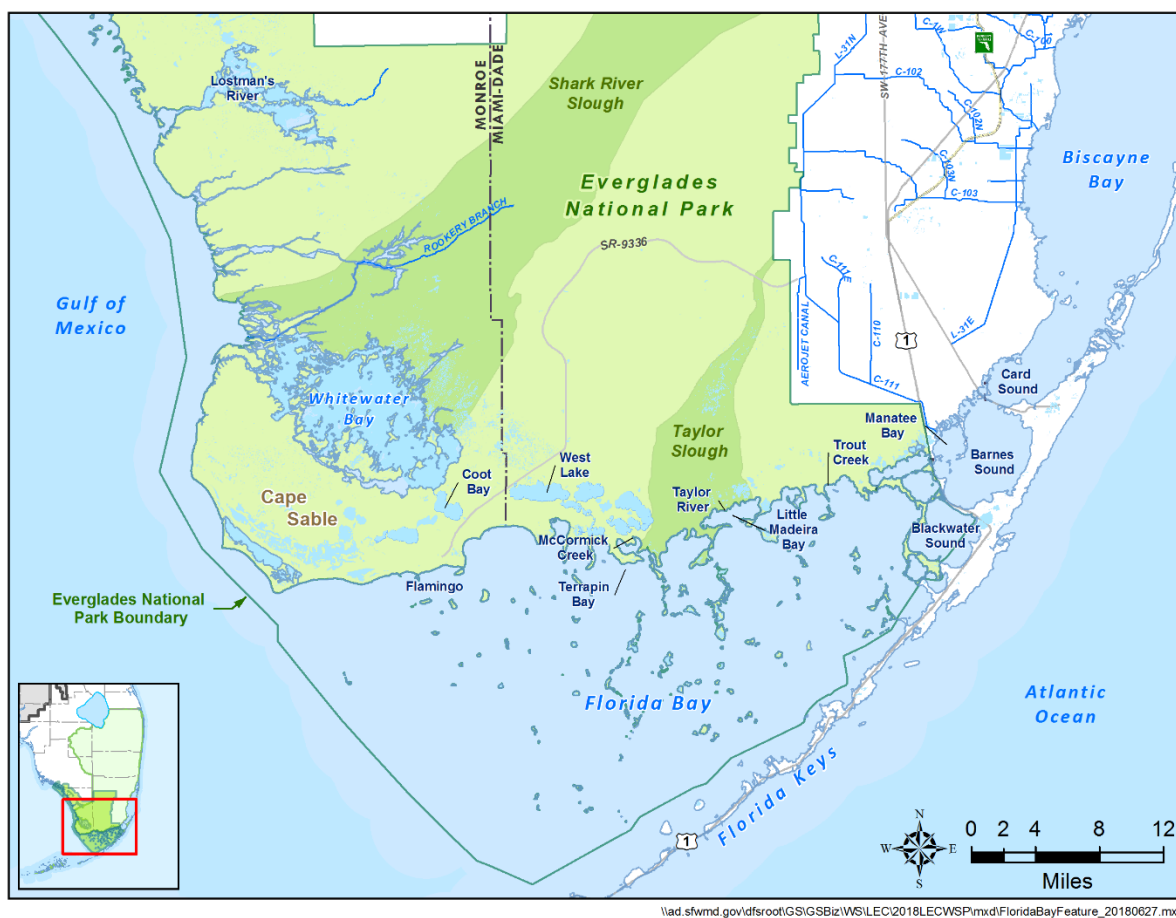 C-1W
C-100
L-31N
SW-177TH-AVE
C-102
C-102N
C-103N
C-103
Lostman's
River
MONROE
MIAMI-DADE
Shark River
Slough
Biscayne
Bay
Everglades
National Park
ROOKERY BRANCH
SR-9336
Gulf of
Mexico
C-111E
AEROJET CANAL
C-110
1
L-31E
C-111
Card
Sound
Whitewater
Bay
Manatee
Bay
Taylor
Slough
Trout
Creek
Barnes
Sound
West
Lake
Coot
Bay
Cape
Sable
Taylor
River
Little
Madeira
Bay
Blackwater
Sound
McCormick
Creek
Flamingo
Terrapin
Bay
Everglades National
Park Boundary
Florida Bay
Atlantic
Ocean
Florida Keys
1
N
W
E
S
0 2 4 8 12
Miles
\\ad.sfwmd.gov\dfsroot\GS\GSBiz\WS\LEC\2018LECWSP\mxd\FloridaBayFeature_20180627.mx